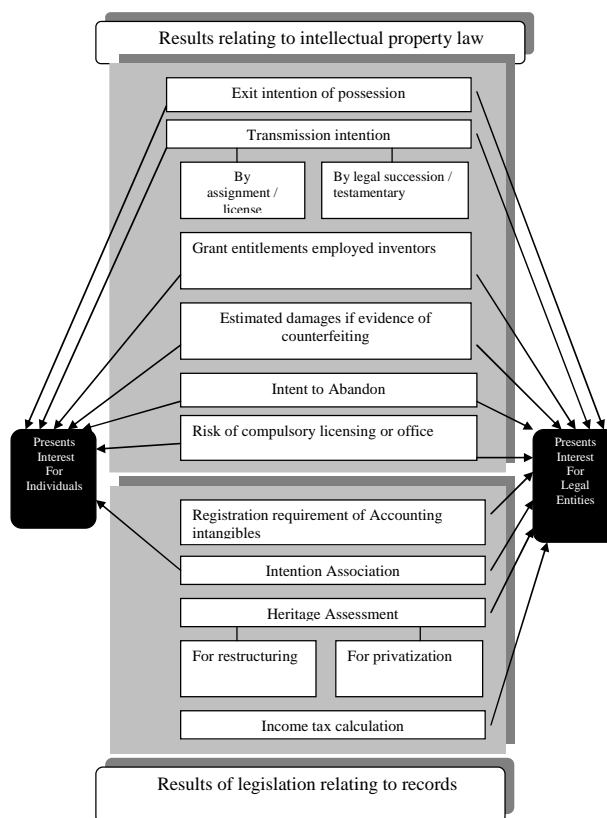 Results relating to intellectual property law
Exit intention of possession
Transmission intention
By
assignment /
license
By legal succession /
testamentary
Grant entitlements employed inventors
Estimated damages if evidence of
counterfeiting
Intent to Abandon
Risk of compulsory licensing or office
Presents
Interest
For
Individuals
Presents
Interest
For
Legal
Entities
Registration requirement of Accounting
intangibles
Intention Association
Heritage Assessment
For restructuring
For privatization
Income tax calculation
Results of legislation relating to records